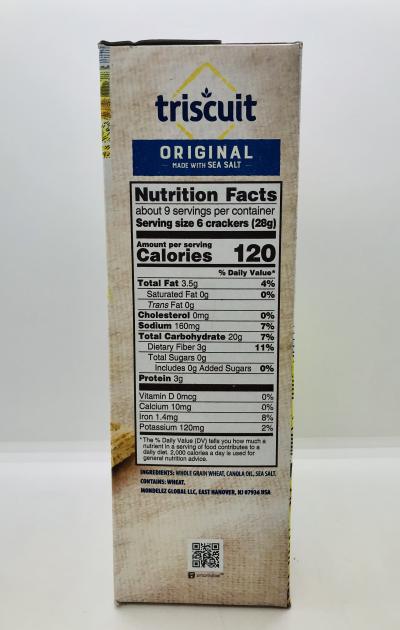 triscuit
ORIGINAL
MADE WITH SEA SALT
Nutrition Facts
about 9 servings per container
Serving size 6 crackers (28g)
Amount per serving
Calories 120
% Daily Value*
Total Fat 3.5g 4%
Saturated Fat 0g 0%
Trans Fat 0g
Cholesterol 0mg 0%
Sodium 160mg 7%
Total Carbohydrate 20g 7%
Dietary Fiber 3g 11%
Total Sugars 0g
Includes 0g Added Sugars 0%
Protein 3g
Vitamin D 0mcg 0%
Calcium 10mg 0%
Iron 1.4mg 8%
Potassium 120mg 2%
*The % Daily Value (DV) tells you how much a
nutrient in a serving of food contributes to a
daily diet. 2,000 calories a day is used for
general nutrition advice.
INGREDIENTS: WHOLE GRAIN WHEAT, CANOLA OIL, SEA SALT.
CONTAINS: WHEAT.
MONDELEZ GLOBAL LLC, EAST HANOVER, NJ 07936 USA